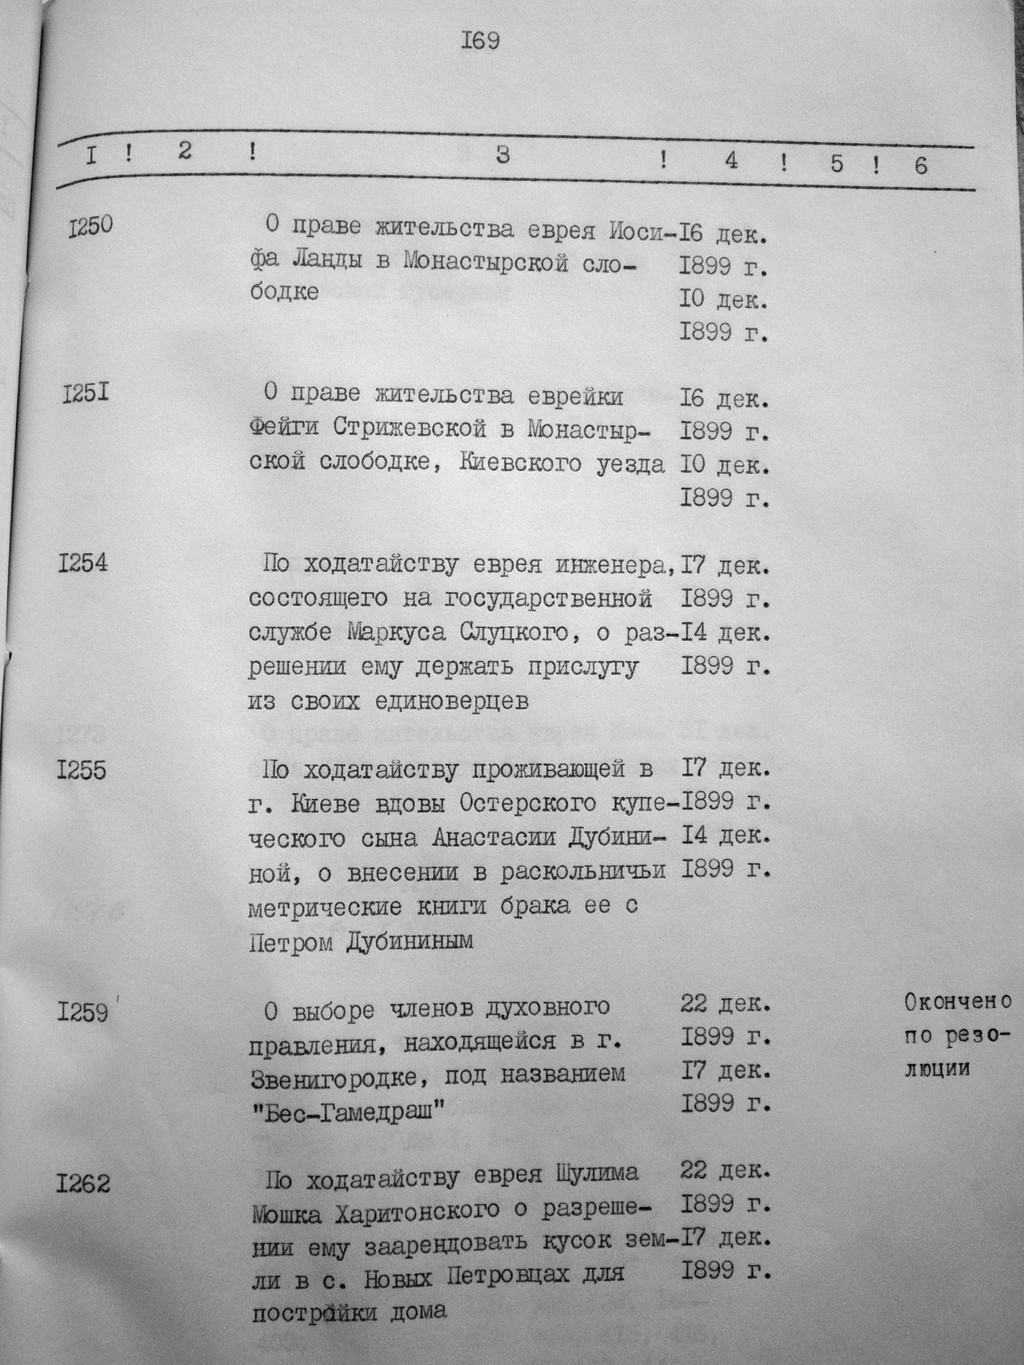 I69
I ! 2 ! 3 ! 4 ! 5 ! 6
I250 О праве жительства еврея Иоси-I6 дек.
фа Ланды в Монастырской сло- I899 г.
бодке I0 дек.
I899 г.
I25I О праве жительства еврейки I6 дек.
Фейги Стрижевской в Монастыр- I899 г.
ской слободке, Киевского уезда I0 дек.
I899 г.
I254 По ходатайству еврея инженера, I7 дек.
состоящего на государственной I899 г.
службе Маркуса Слуцкого, о раз-I4 дек.
решении ему держать прислугу I899 г.
из своих единоверцев
I255 По ходатайству проживающей в I7 дек.
г. Киеве вдовы Остерского купе-I899 г.
ческого сына Анастасии Дубини- I4 дек.
ной, о внесении в раскольничьи I899 г.
метрические книги брака ее с
Петром Дубининым
I259 О выборе членов духовного 22 дек. Окончено
правления, находящейся в г. I899 г. по резо-
Звенигородке, под названием I7 дек. люции
"Бес-Гамедраш" I899 г.
I262 По ходатайству еврея Шулима 22 дек.
Мошка Харитонского о разреше- I899 г.
нии ему заарендовать кусок зем-I7 дек.
ли в с. Новых Петровцах для I899 г.
постройки дома